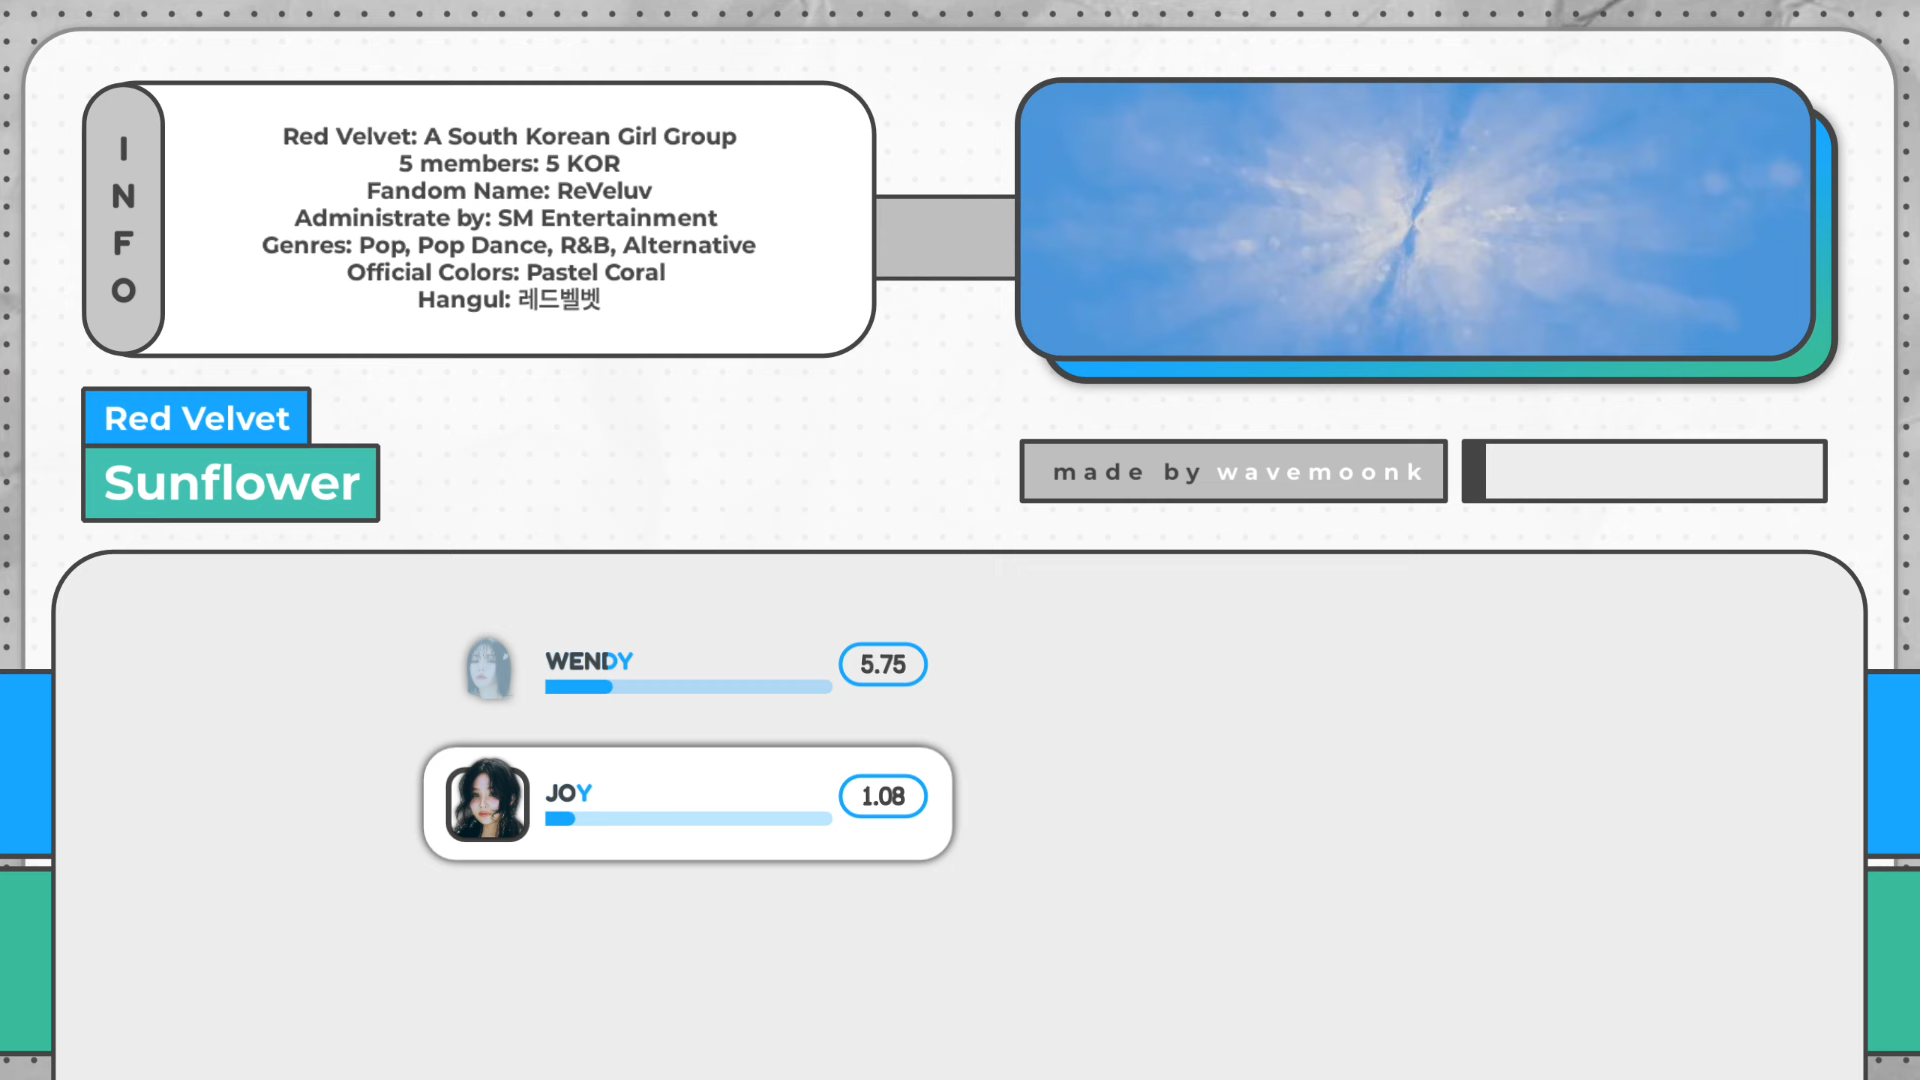 INFO
Red Velvet: A South Korean Girl Group
5 members: 5 KOR
Fandom Name: ReVeluv
Administrate by: SM Entertainment
Genres: Pop, Pop Dance, R&B, Alternative
Official Colors: Pastel Coral
Hangul: 레드벨벳
Red Velvet
Sunflower
made by wavemoonk
WENDY
5.75
JOY
1.08